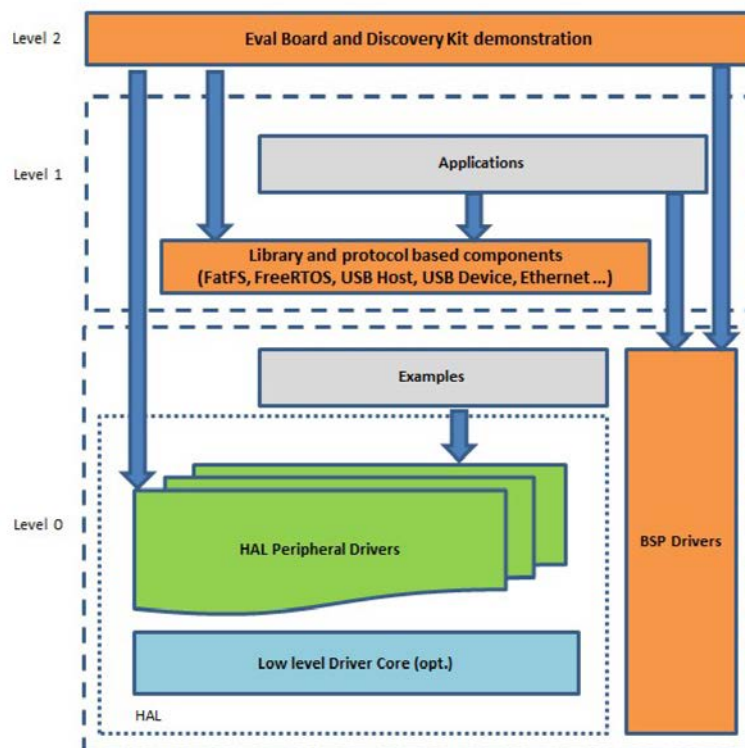 Level 2
Eval Board and Discovery Kit demonstration
Level 1
Applications
Library and protocol based components
(FatFS, FreeRTOS, USB Host, USB Device, Ethernet ...)
Examples
Level 0
HAL Peripheral Drivers
BSP Drivers
Low level Driver Core (opt.)
HAL